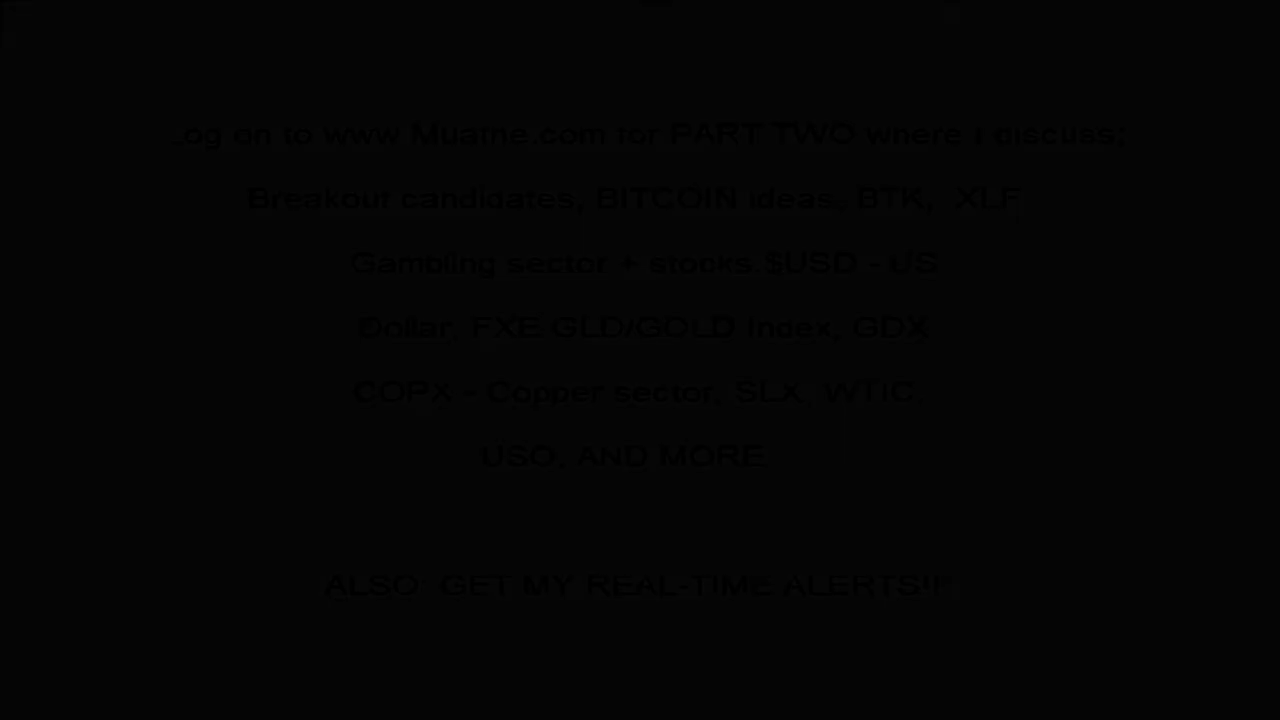 Log on to www Muathe.com for PART TWO where I discuss;
Breakout candidates, BITCOIN ideas, BTK, XLF
Gambling sector + stocks $USD - US
Dollar, FXE GLD/GOLD Index, GDX
COPX - Copper sector, SLX, WTIC,
USO, AND MORE
ALSO, GET MY REAL-TIME ALERTS!!